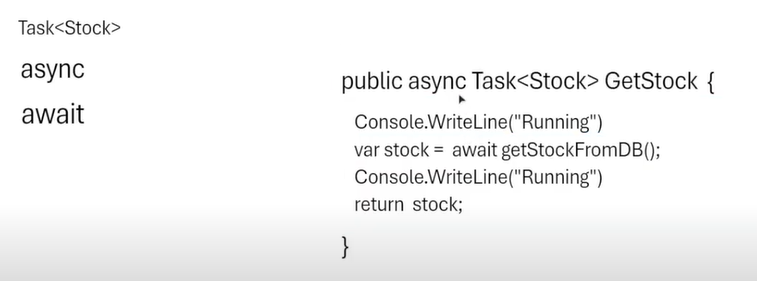 Task<Stock>
async
await
public async Task<Stock> GetStock {
Console.WriteLine("Running")
var stock = await getStockFromDB();
Console.WriteLine("Running")
return stock;
}